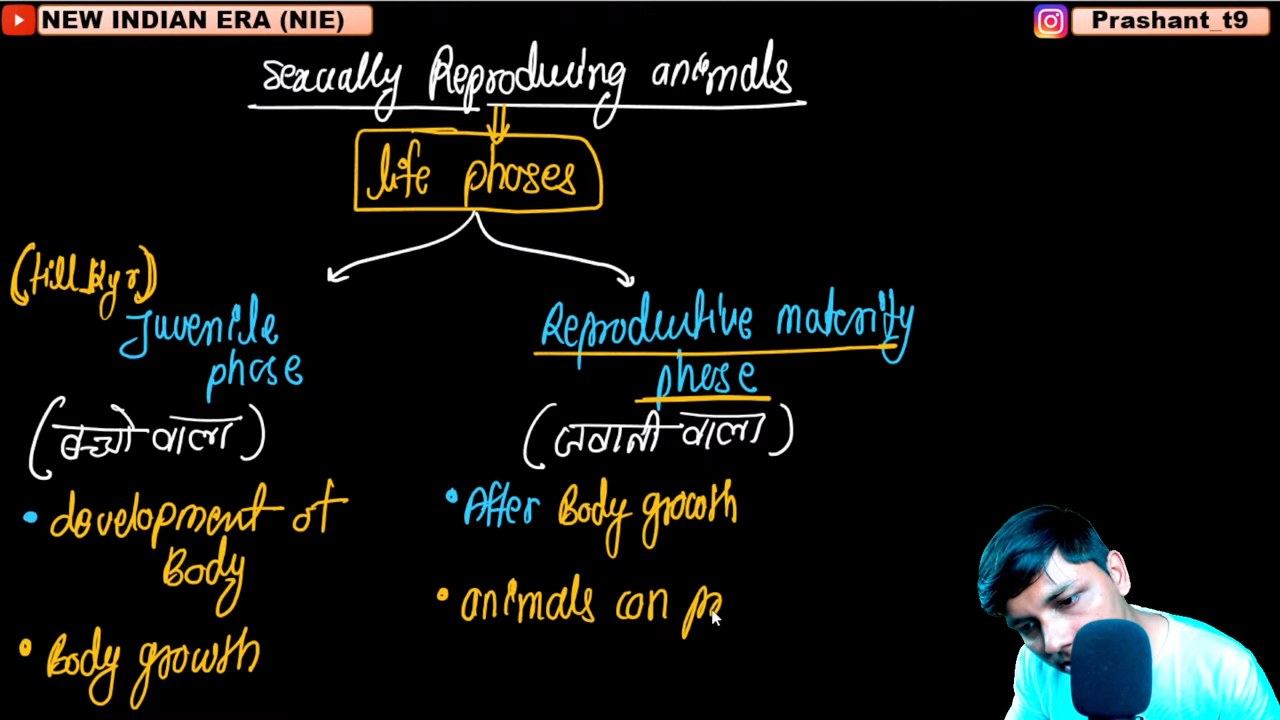 NEW INDIAN ERA (NIE)
Prashant_t9
Sexually Reproducing animals
life phases
Juvenile
phase
(बच्चो वाला)
• development of
Body
• Body growth
Reproductive maturity
phase
(जवानी वाला)
• After Body growth
• animals can